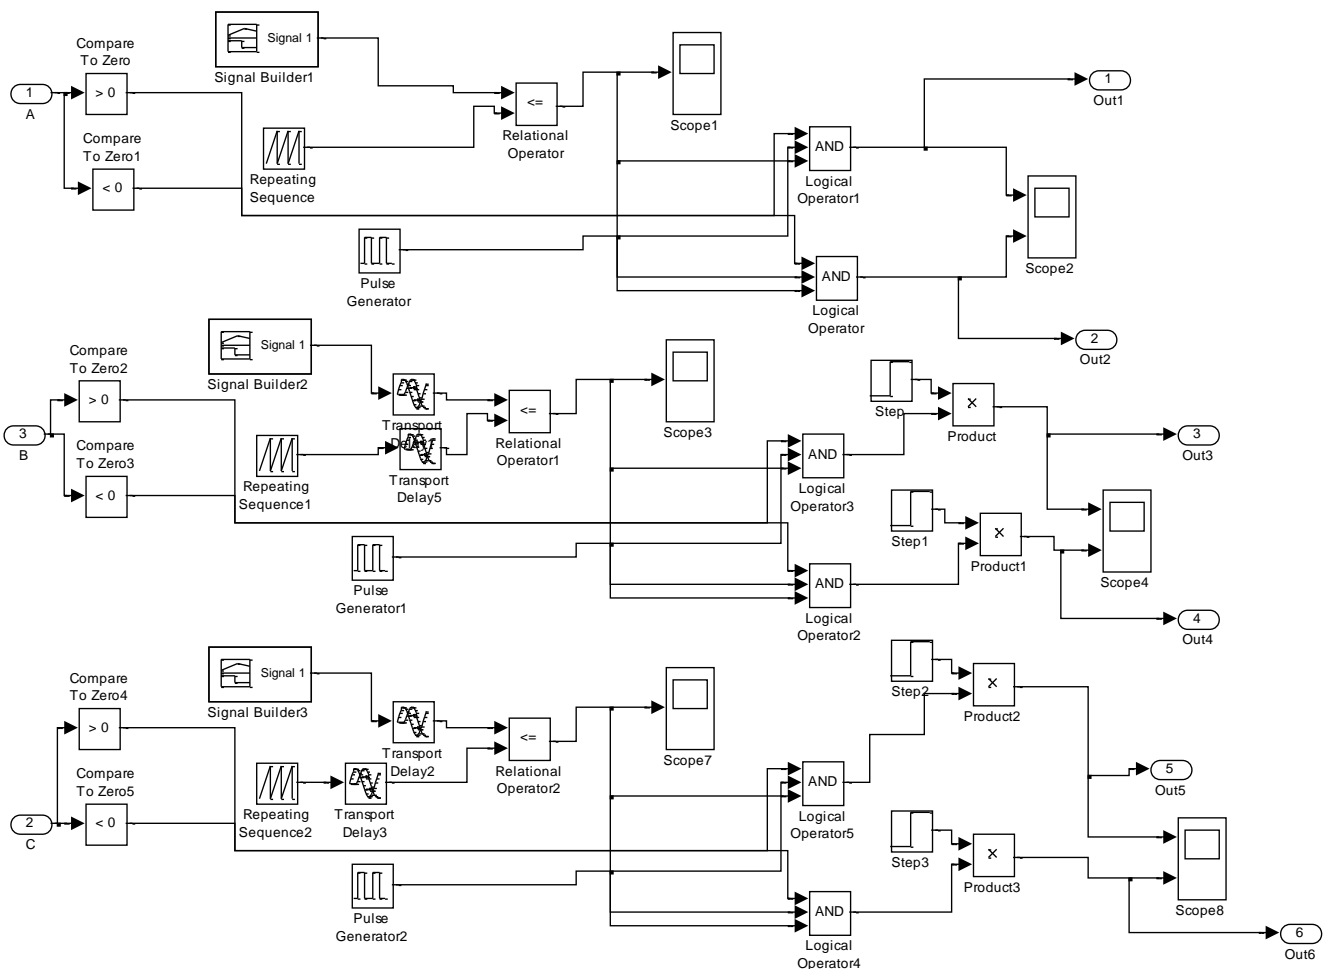 Signal 1
Signal Builder1
Compare
To Zero
> 0
1
A
Compare
To Zero1
< 0
Repeating
Sequence
<=
Relational
Operator
Scope1
1
Out1
AND
Logical
Operator1
Scope2
Pulse
Generator
AND
Logical
Operator
2
Out2
Signal 1
Signal Builder2
Compare
To Zero2
> 0
3
B
Compare
To Zero3
< 0
Transport
Repeating
Sequence1
Transport
Delay5
<=
Relational
Operator1
Scope3
Step
×
Product
3
Out3
AND
Logical
Operator3
Step1
×
Product1
Scope4
Pulse
Generator1
AND
Logical
Operator2
4
Out4
Signal 1
Signal Builder3
Compare
To Zero4
> 0
Compare
To Zero5
< 0
2
C
Transport
Delay2
Repeating
Sequence2
Transport
Delay3
<=
Relational
Operator2
Scope7
Step2
×
Product2
5
Out5
AND
Logical
Operator5
Step3
×
Product3
Scope8
Pulse
Generator2
AND
Logical
Operator4
6
Out6